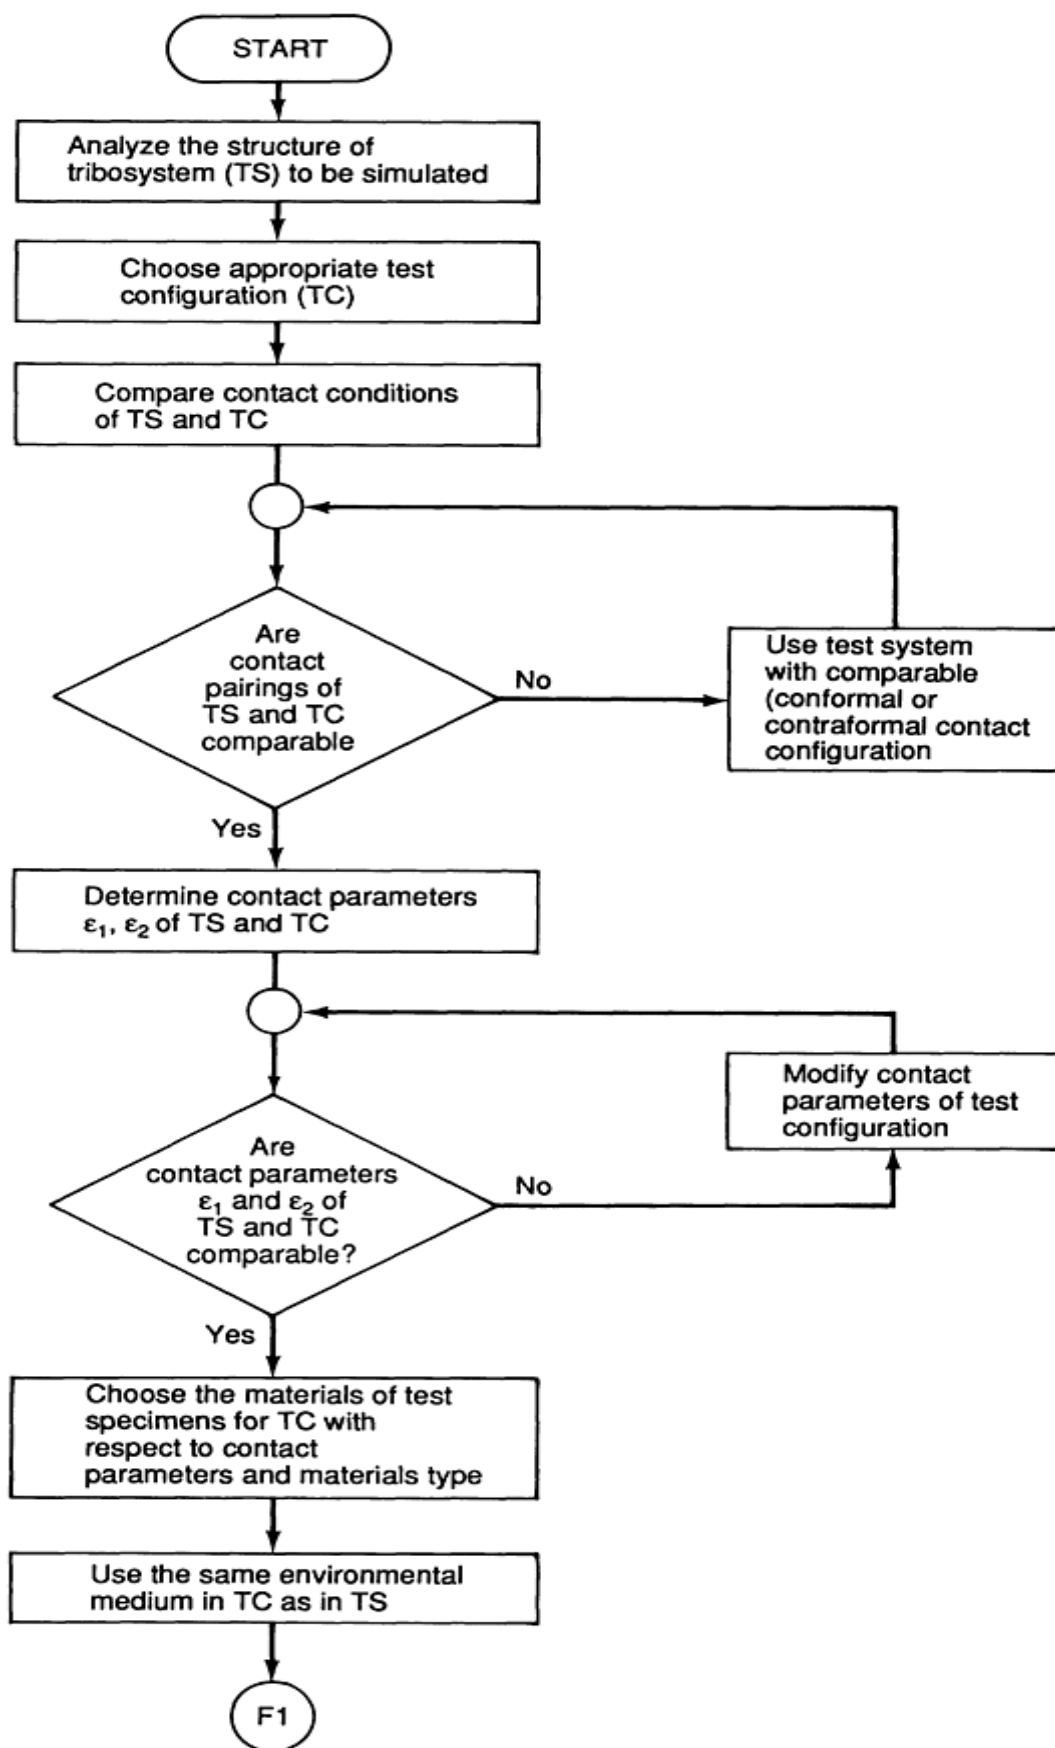 START
Analyze the structure of
tribosystem (TS) to be simulated
Choose appropriate test
configuration (TC)
Compare contact conditions
of TS and TC
Are
contact
pairings of
TS and TC
comparable
No
Use test system
with comparable
(conformal or
contraformal contact
configuration
Yes
Determine contact parameters
ε₁, ε₂ of TS and TC
Modify contact
parameters of test
configuration
Are
contact parameters
ε₁ and ε₂ of
TS and TC
comparable?
No
Yes
Choose the materials of test
specimens for TC with
respect to contact
parameters and materials type
Use the same environmental
medium in TC as in TS
F1